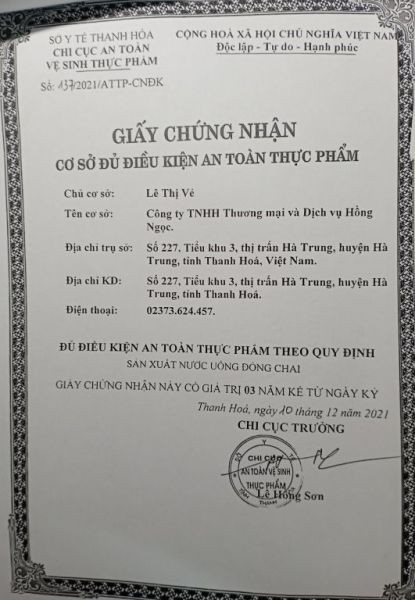 SỞ Y TẾ THANH HÓA
CHI CỤC AN TOÀN
VỆ SINH THỰC PHẨM
Số: 137/2021/ATTP-CNĐK
CỘNG HOÀ XÃ HỘI CHỦ NGHĨA VIỆT NAM
Độc lập - Tự do - Hạnh phúc
GIẤY CHỨNG NHẬN
CƠ SỞ ĐỦ ĐIỀU KIỆN AN TOÀN THỰC PHẨM
Chủ cơ sở: Lê Thị Vẻ
Tên cơ sở: Công ty TNHH Thương mại và Dịch vụ Hồng
Ngọc.
Địa chỉ trụ sở: Số 227, Tiểu khu 3, thị trấn Hà Trung, huyện Hà
Trung, tỉnh Thanh Hoá, Việt Nam.
Địa chỉ KD: Số 227, Tiểu khu 3, thị trấn Hà Trung, huyện Hà
Trung, tỉnh Thanh Hoá.
Điện thoại: 02373.624.457.
ĐỦ ĐIỀU KIỆN AN TOÀN THỰC PHẨM THEO QUY ĐỊNH
SẢN XUẤT NƯỚC UỐNG ĐÓNG CHAI
GIẤY CHỨNG NHẬN NÀY CÓ GIÁ TRỊ 03 NĂM KỂ TỪ NGÀY KÝ
Thanh Hoá, ngày 10 tháng 12 năm 2021
CHI CỤC TRƯỞNG
CHI CỤC
AN TOÀN VỆ SINH
THỰC PHẨM
Lê Hồng Sơn